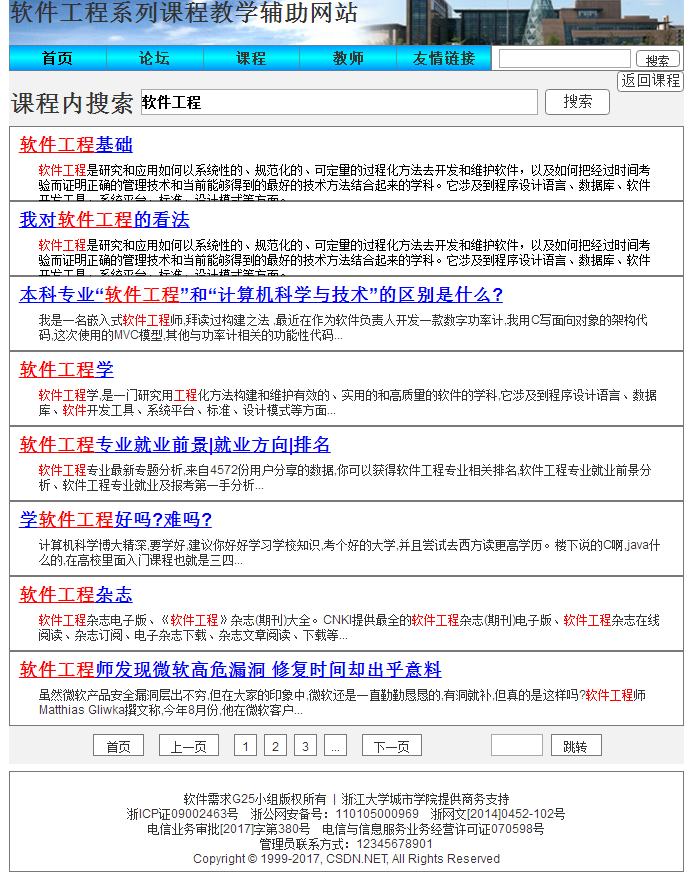 软件工程系列课程教学辅助网站
首页 论坛 课程 教师 友情链接 搜索
返回课程
课程内搜索 软件工程 搜索
软件工程基础
软件工程是研究和应用如何以系统性的、规范化的、可定量的过程化方法去开发和维护软件，以及如何把经过时间考
验而证明正确的管理技术和当前能够得到的最好的技术方法结合起来的学科。它涉及到程序设计语言、数据库、软件
开发工具、系统平台、标准、设计模式等方面。
我对软件工程的看法
软件工程是研究和应用如何以系统性的、规范化的、可定量的过程化方法去开发和维护软件，以及如何把经过时间考
验而证明正确的管理技术和当前能够得到的最好的技术方法结合起来的学科。它涉及到程序设计语言、数据库、软件
开发工具、系统平台、标准、设计模式等方面。
本科专业“软件工程”和“计算机科学与技术”的区别是什么?
我是一名嵌入式软件工程师,拜读过构建之法 ,最近在作为软件负责人开发一款数字功率计,我用C写面向对象的架构代
码,这次使用的MVC模型,其他与功率计相关的功能性代码...
软件工程学
软件工程学,是一门研究用工程化方法构建和维护有效的、实用的和高质量的软件的学科,它涉及到程序设计语言、数据
库、软件开发工具、系统平台、标准、设计模式等方面...
软件工程专业就业前景|就业方向|排名
软件工程专业最新专题分析,来自4572份用户分享的数据,你可以获得软件工程专业相关排名,软件工程专业就业前景分
析、软件工程专业就业及报考第一手分析...
学软件工程好吗?难吗?
计算机科学博大精深,要学好,建议你好好学习学校知识,考个好的大学,并且尝试去西方读更高学历。楼下说的C啊,java什
么的,在高校里面入门课程也就是三四...
软件工程杂志
软件工程杂志电子版、《软件工程》杂志(期刊)大全。CNKI提供最全的软件工程杂志(期刊)电子版、软件工程杂志在线
阅读、杂志订阅、电子杂志下载、杂志文章阅读、下载等...
软件工程师发现微软高危漏洞 修复时间却出乎意料
虽然微软产品安全漏洞层出不穷,但在大家的印象中,微软还是一直勤勤恳恳的,有洞就补,但真的是这样吗?软件工程师
Matthias Gliwka撰文称,今年8月份,他在微软客户...
首页 上一页 1 2 3 ... 下一页 跳转
软件需求G25小组版权所有 | 浙江大学城市学院提供商务支持
浙ICP证09002463号 浙公网安备号：110105000969 浙网文[2014]0452-102号
电信业务审批[2017]字第380号 电信与信息服务业务经营许可证070598号
管理员联系方式：12345678901
Copyright © 1999-2017, CSDN.NET, All Rights Reserved